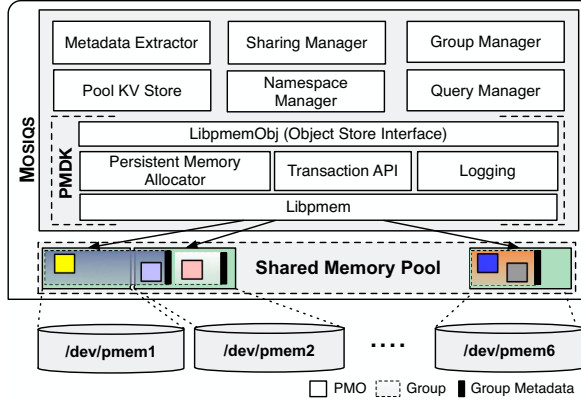 Metadata Extractor
Sharing Manager
Group Manager
Pool KV Store
Namespace
Manager
Query Manager
MOSIQS
PMDK
LibpmemObj (Object Store Interface)
Persistent Memory
Allocator
Transaction API
Logging
Libpmem
Shared Memory Pool
/dev/pmem1
/dev/pmem2
....
/dev/pmem6
PMO
Group
Group Metadata